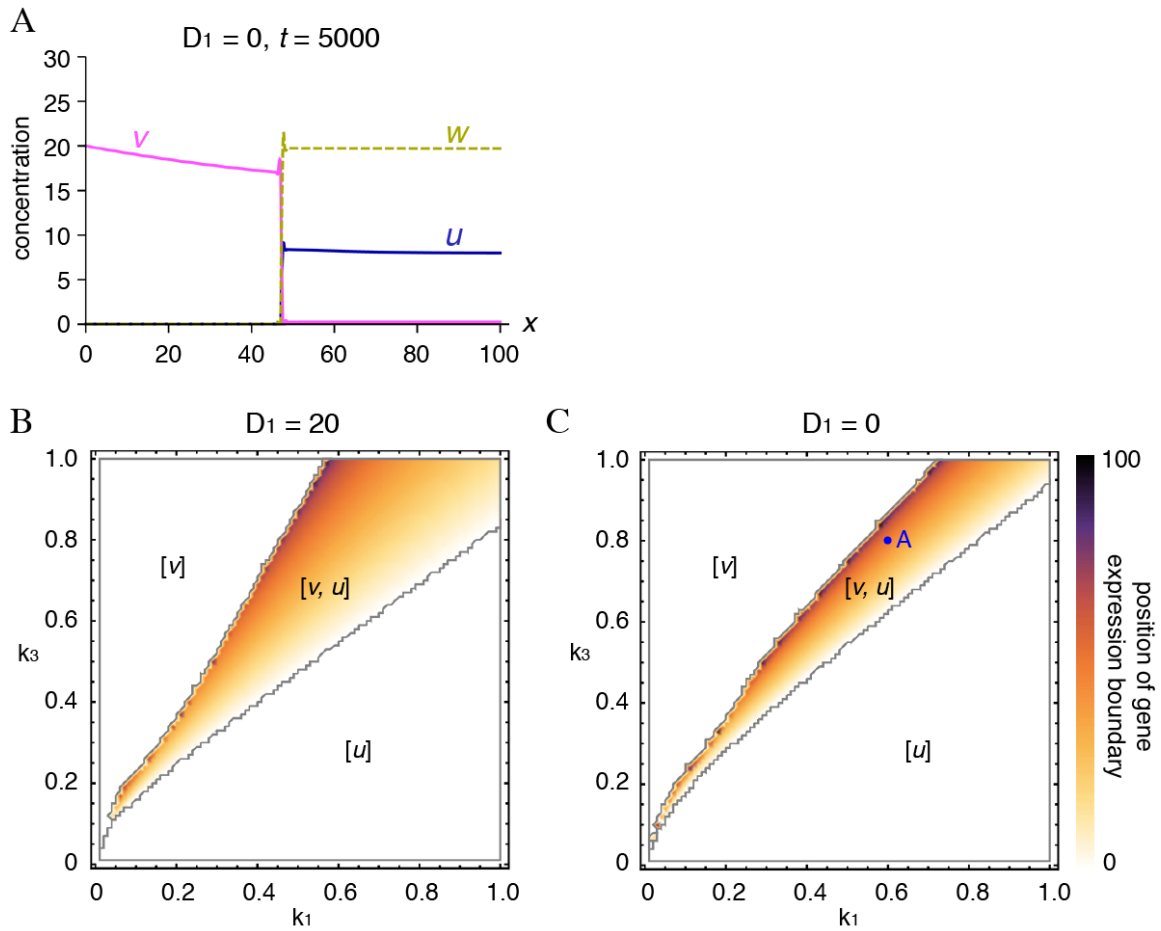 A
D1 = 0, t = 5000
30
25
20
15
10
5
0
concentration
v
w
u
0 20 40 60 80 100 x
B
D1 = 20
1.0
0.8
0.6
0.4
0.2
0
k3
[v]
[v, u]
[u]
0 0.2 0.4 0.6 0.8 1.0
k1
C
D1 = 0
1.0
0.8
0.6
0.4
0.2
0
k3
[v]
A
[v, u]
[u]
0 0.2 0.4 0.6 0.8 1.0
k1
100
0
position of gene
expression boundary